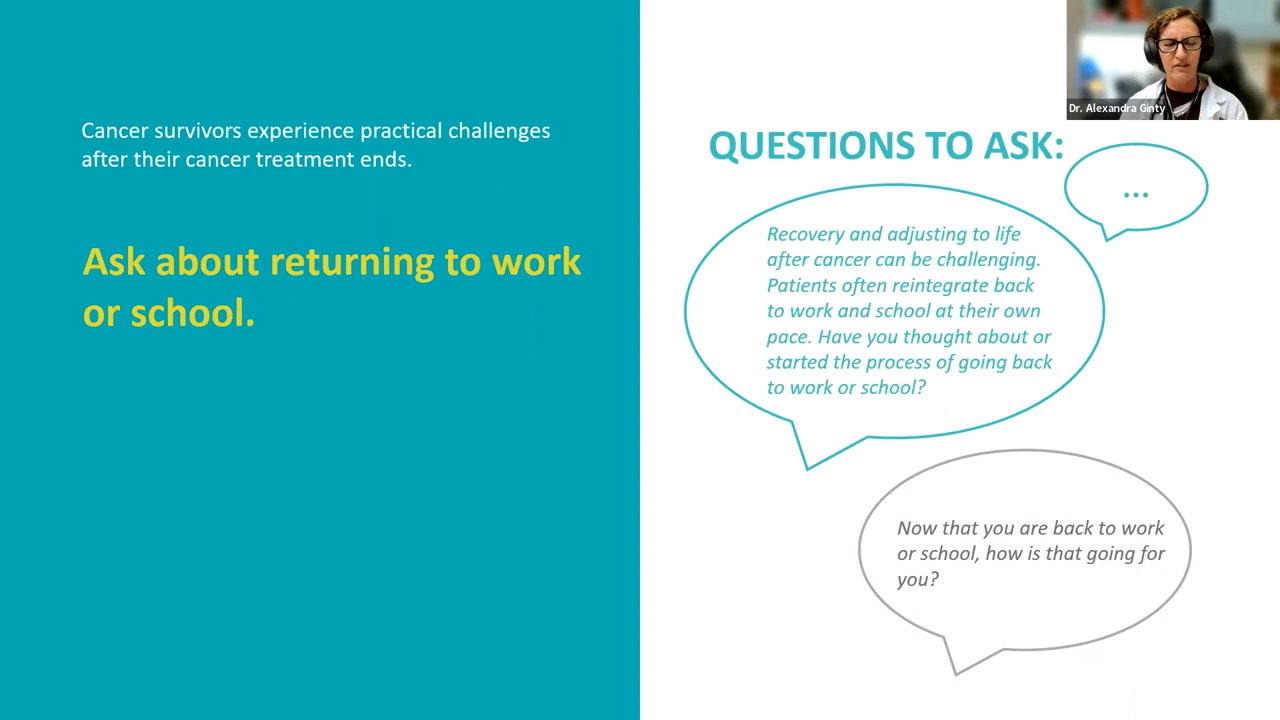 Cancer survivors experience practical challenges
after their cancer treatment ends.
Ask about returning to work
or school.
Dr. Alexandra Ginty
QUESTIONS TO ASK:
...
Recovery and adjusting to life
after cancer can be challenging.
Patients often reintegrate back
to work and school at their own
pace. Have you thought about or
started the process of going back
to work or school?
Now that you are back to work
or school, how is that going for
you?